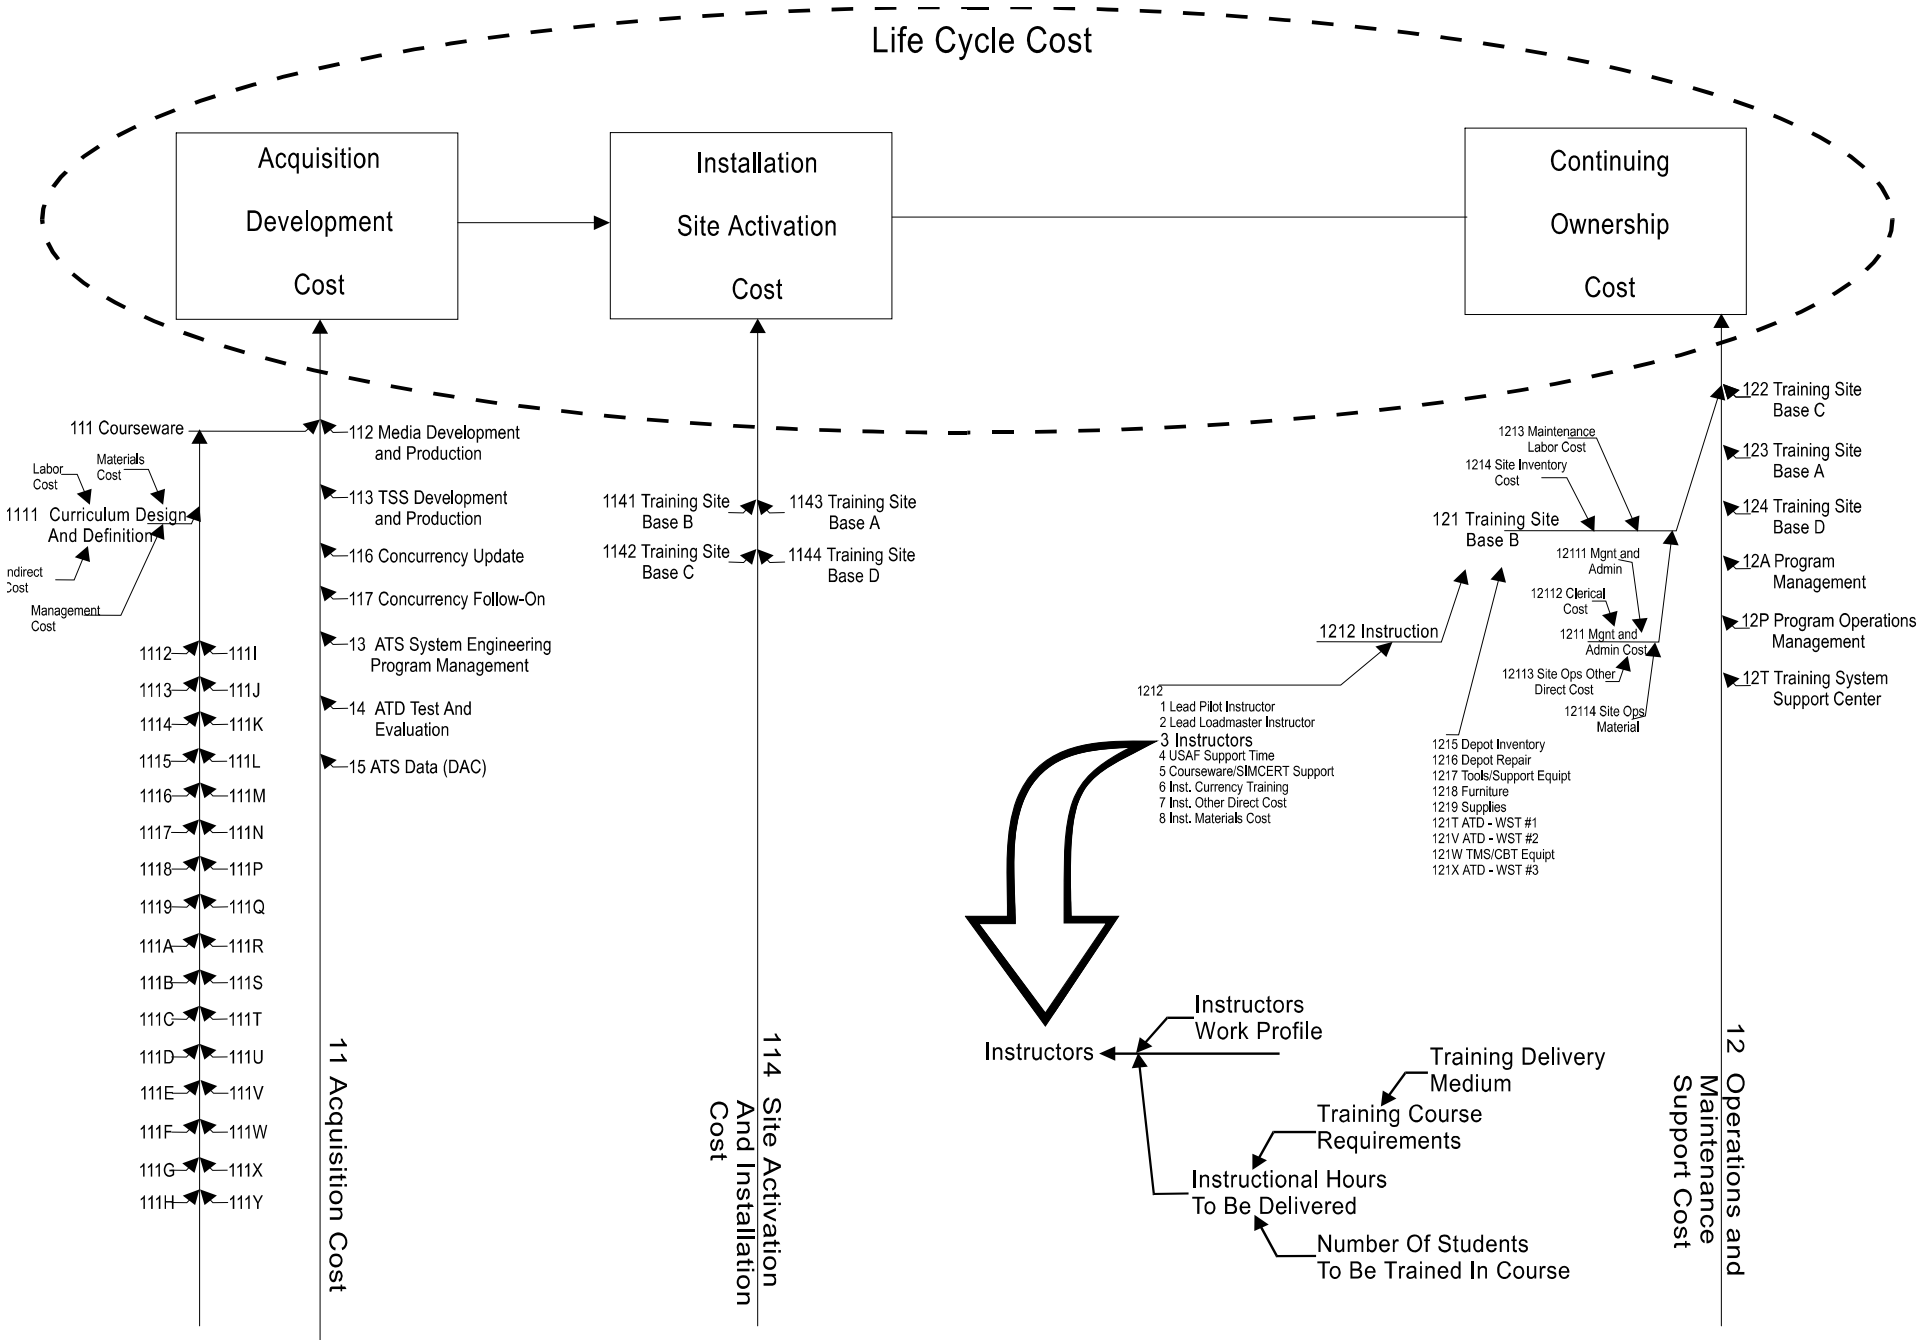 Life Cycle Cost
Acquisition
Development
Cost
Installation
Site Activation
Cost
Continuing
Ownership
Cost
111 Courseware
Labor
Cost
Materials
Cost
1111 Curriculum Design
And Definition
ndirect
Cost
Management
Cost
1112
1113
1114
1115
1116
1117
1118
1119
111A
111B
111C
111D
111E
111F
111G
111H
111I
111J
111K
111L
111M
111N
111P
111Q
111R
111S
111T
111U
111V
111W
111X
111Y
112 Media Development
and Production
113 TSS Development
and Production
116 Concurrency Update
117 Concurrency Follow-On
13 ATS System Engineering
Program Management
14 ATD Test And
Evaluation
15 ATS Data (DAC)
11 Acquisition Cost
1141 Training Site
Base B
1142 Training Site
Base C
1143 Training Site
Base A
1144 Training Site
Base D
114 Site Activation
And Installation
Cost
1213 Maintenance
Labor Cost
1214 Site Inventory
Cost
121 Training Site
Base B
12111 Mgnt and
Admin
12112 Clerical
Cost
1211 Mgnt and
Admin Cost
12113 Site Ops Other
Direct Cost
12114 Site Ops
Material
1212 Instruction
1212
1 Lead Pilot Instructor
2 Lead Loadmaster Instructor
3 Instructors
4 USAF Support Time
5 Courseware/SIMCERT Support
6 Inst. Currency Training
7 Inst. Other Direct Cost
8 Inst. Materials Cost
1215 Depot Inventory
1216 Depot Repair
1217 Tools/Support Equipt
1218 Furniture
1219 Supplies
121T ATD - WST #1
121V ATD - WST #2
121W TMS/CBT Equipt
121X ATD - WST #3
122 Training Site
Base C
123 Training Site
Base A
124 Training Site
Base D
12A Program
Management
12P Program Operations
Management
12T Training System
Support Center
12 Operations and
Maintenance
Support Cost
Instructors
Instructors
Work Profile
Training Delivery
Medium
Training Course
Requirements
Instructional Hours
To Be Delivered
Number Of Students
To Be Trained In Course